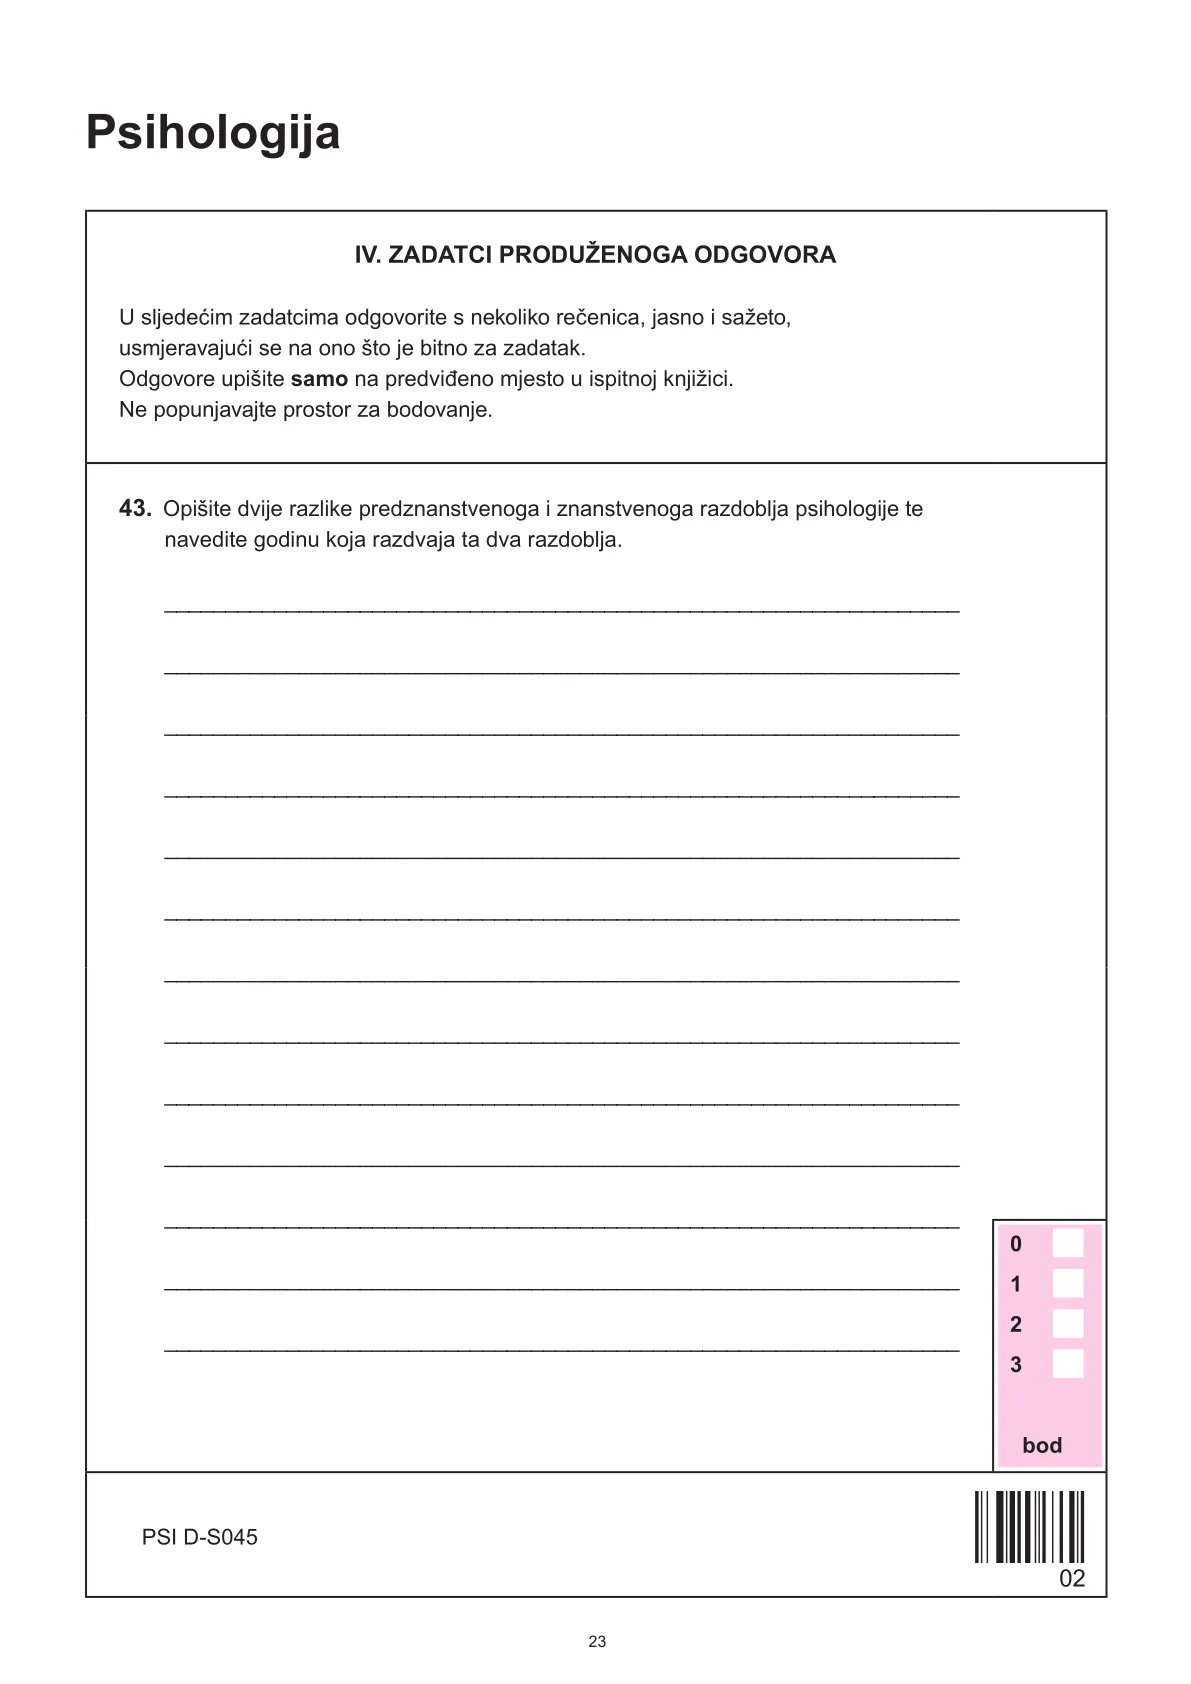 Psihologija
IV. ZADATCI PRODUŽENOGA ODGOVORA
U sljedećim zadatcima odgovorite s nekoliko rečenica, jasno i sažeto,
usmjeravajući se na ono što je bitno za zadatak.
Odgovore upišite samo na predviđeno mjesto u ispitnoj knjižici.
Ne popunjavajte prostor za bodovanje.
43. Opišite dvije razlike predznanstvenoga i znanstvenoga razdoblja psihologije te
navedite godinu koja razdvaja ta dva razdoblja.
0
1
2
3
bod
PSI D-S045
02
23